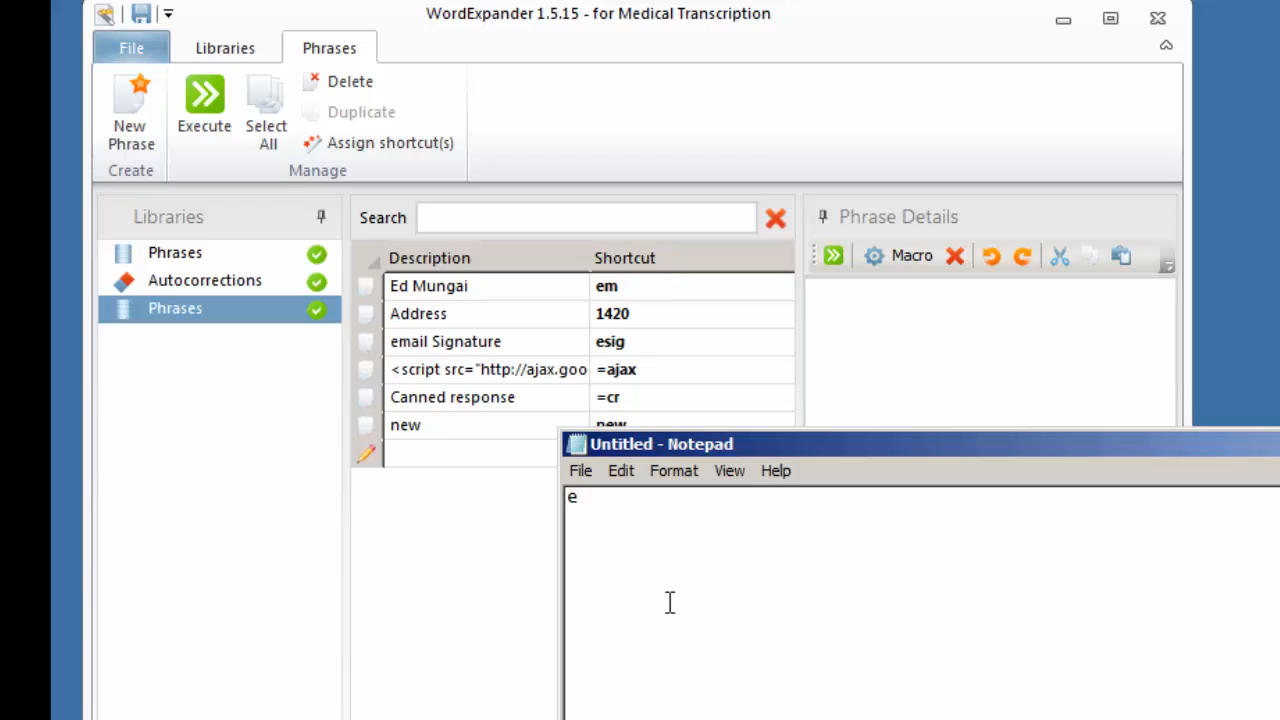 WordExpander 1.5.15 - for Medical Transcription
File Libraries Phrases
New Phrase
Execute
Select All
Delete
Duplicate
Assign shortcut(s)
Create Manage
Libraries
Phrases
Autocorrections
Phrases
Search
Description Shortcut
Ed Mungai em
Address 1420
email Signature esig
<script src="http://ajax.goo =ajax
Canned response =cr
new new
Phrase Details
Macro
Untitled - Notepad
File Edit Format View Help
e